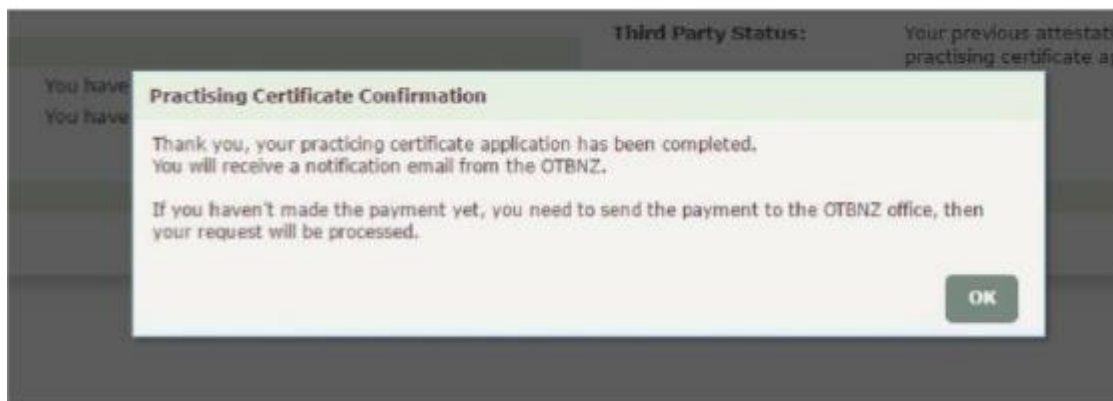 Third Party Status:
Your previous
practising certificate
You have
You have
Practising Certificate Confirmation
Thank you, your practicing certificate application has been completed.
You will receive a notification email from the OTBNZ.
If you haven't made the payment yet, you need to send the payment to the OTBNZ office, then
your request will be processed.
OK